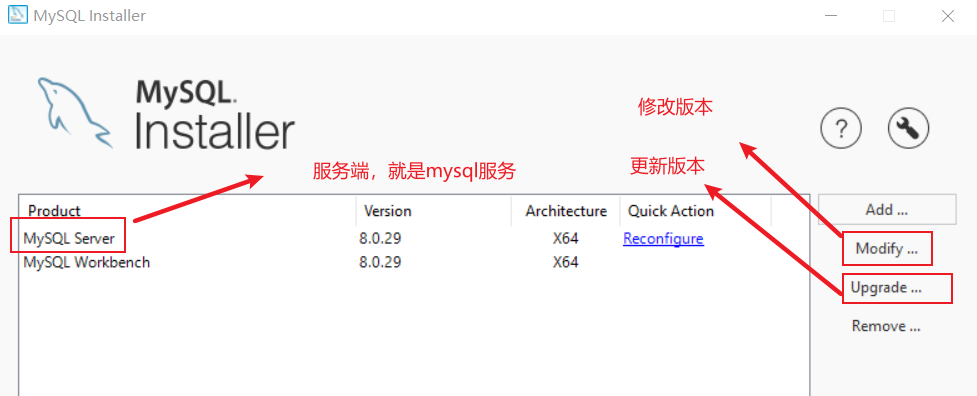 MySQL Installer
MySQL.
Installer
修改版本
?
服务端，就是mysql服务
更新版本
Product Version Architecture Quick Action
Add ...
MySQL Server 8.0.29 X64 Reconfigure
Modify ...
MySQL Workbench 8.0.29 X64
Upgrade ...
Remove ...